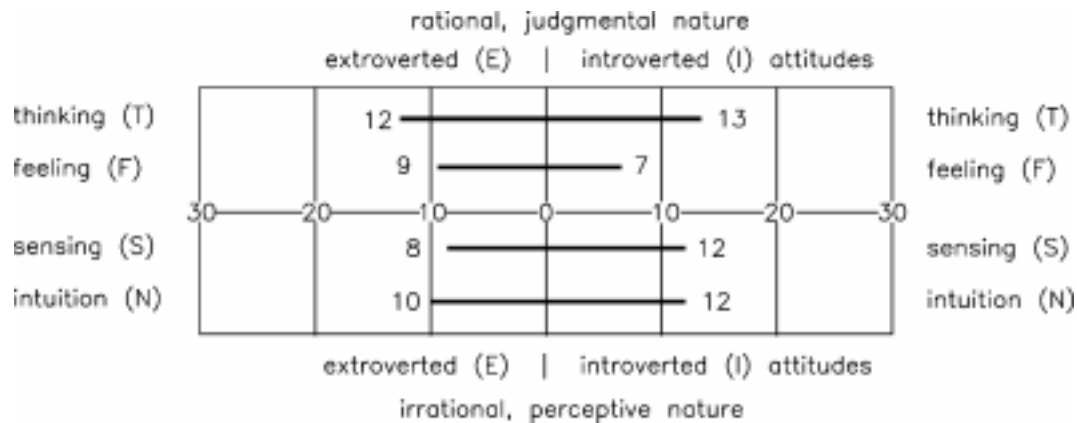 rational, judgmental nature
extroverted (E) | introverted (I) attitudes
thinking (T) 12 13 thinking (T)
feeling (F) 9 7 feeling (F)
30 20 10 0 10 20 30
sensing (S) 8 12 sensing (S)
intuition (N) 10 12 intuition (N)
extroverted (E) | introverted (I) attitudes
irrational, perceptive nature